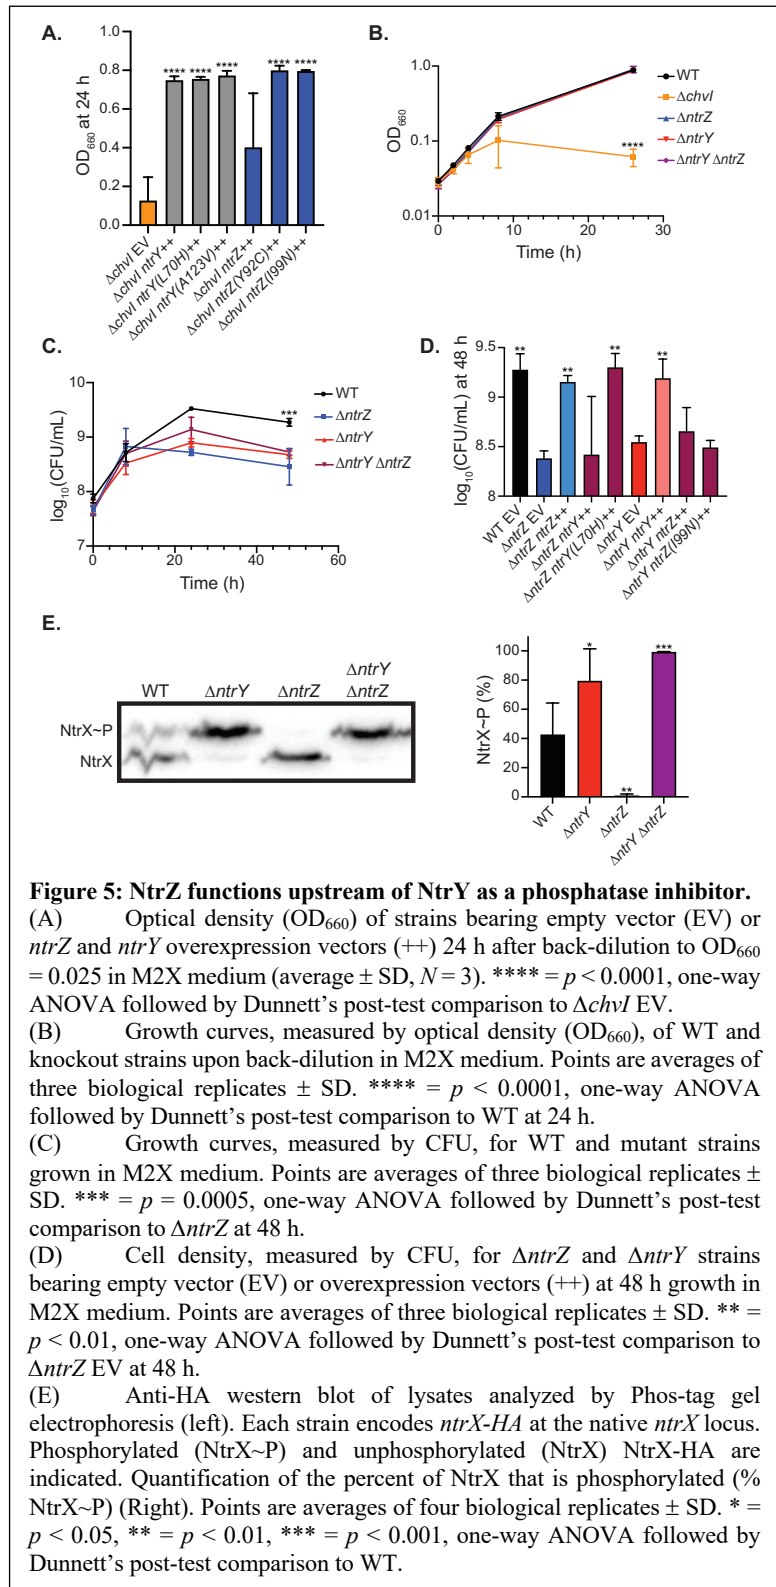 A.
OD660 at 24 h
0.8
0.6
0.4
0.2
0.0
****
****
****
****
****
ΔchvI EV
ΔchvI ntrY++
ΔchvI ntrY(L70H)++
ΔchvI ntrY(A123V)++
ΔchvI ntrZ++
ΔchvI ntrZ(Y92C)++
ΔchvI ntrZ(I99N)++
B.
OD660
1.0
0.1
0.01
0
10
20
30
Time (h)
****
WT
ΔchvI
ΔntrZ
ΔntrY
ΔntrY ΔntrZ
C.
log10(CFU/mL)
10
9
8
7
0
20
40
60
Time (h)
***
WT
ΔntrZ
ΔntrY
ΔntrY ΔntrZ
D.
log10(CFU/mL) at 48 h
9.5
9
8.5
8
**
**
**
**
WT EV
ΔntrZ EV
ΔntrZ ntrZ++
ΔntrZ ntrY++
ΔntrZ ntrY(L70H)++
ΔntrY EV
ΔntrY ntrY++
ΔntrY ntrZ++
ΔntrY ntrZ(I99N)++
E.
WT
ΔntrY
ΔntrZ
ΔntrY
ΔntrZ
NtrX~P
NtrX
NtrX~P (%)
100
80
60
40
20
0
*
**
***
WT
ΔntrY
ΔntrZ
ΔntrY ΔntrZ
Figure 5: NtrZ functions upstream of NtrY as a phosphatase inhibitor.
(A) Optical density (OD660) of strains bearing empty vector (EV) or
ntrZ and ntrY overexpression vectors (++) 24 h after back-dilution to OD660
= 0.025 in M2X medium (average ± SD, N = 3). **** = p < 0.0001, one-way
ANOVA followed by Dunnett's post-test comparison to ΔchvI EV.
(B) Growth curves, measured by optical density (OD660), of WT and
knockout strains upon back-dilution in M2X medium. Points are averages of
three biological replicates ± SD. **** = p < 0.0001, one-way ANOVA
followed by Dunnett's post-test comparison to WT at 24 h.
(C) Growth curves, measured by CFU, for WT and mutant strains
grown in M2X medium. Points are averages of three biological replicates ±
SD. *** = p = 0.0005, one-way ANOVA followed by Dunnett's post-test
comparison to ΔntrZ at 48 h.
(D) Cell density, measured by CFU, for ΔntrZ and ΔntrY strains
bearing empty vector (EV) or overexpression vectors (++) at 48 h growth in
M2X medium. Points are averages of three biological replicates ± SD. ** =
p < 0.01, one-way ANOVA followed by Dunnett's post-test comparison to
ΔntrZ EV at 48 h.
(E) Anti-HA western blot of lysates analyzed by Phos-tag gel
electrophoresis (left). Each strain encodes ntrX-HA at the native ntrX locus.
Phosphorylated (NtrX~P) and unphosphorylated (NtrX) NtrX-HA are
indicated. Quantification of the percent of NtrX that is phosphorylated (%
NtrX~P) (Right). Points are averages of four biological replicates ± SD. * =
p < 0.05, ** = p < 0.01, *** = p < 0.001, one-way ANOVA followed by
Dunnett's post-test comparison to WT.